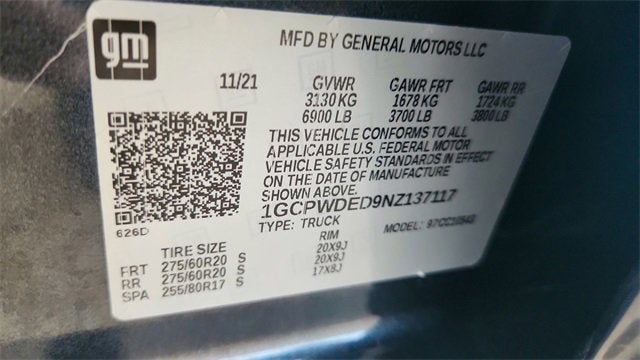 gm
MFD BY GENERAL MOTORS LLC
11/21 GVWR GAWR FRT GAWR RR
3130 KG 1678 KG 1724 KG
6900 LB 3700 LB 3800 LB
THIS VEHICLE CONFORMS TO ALL
APPLICABLE U.S. FEDERAL MOTOR
VEHICLE SAFETY STANDARDS IN EFFECT
ON THE DATE OF MANUFACTURE
SHOWN ABOVE.
1GCPWDED9NZ137117
626D TYPE: TRUCK MODEL:
TIRE SIZE RIM
FRT 275/60R20 S 20X9J
RR 275/60R20 S 20X9J
SPA 255/80R17 S 17X8J